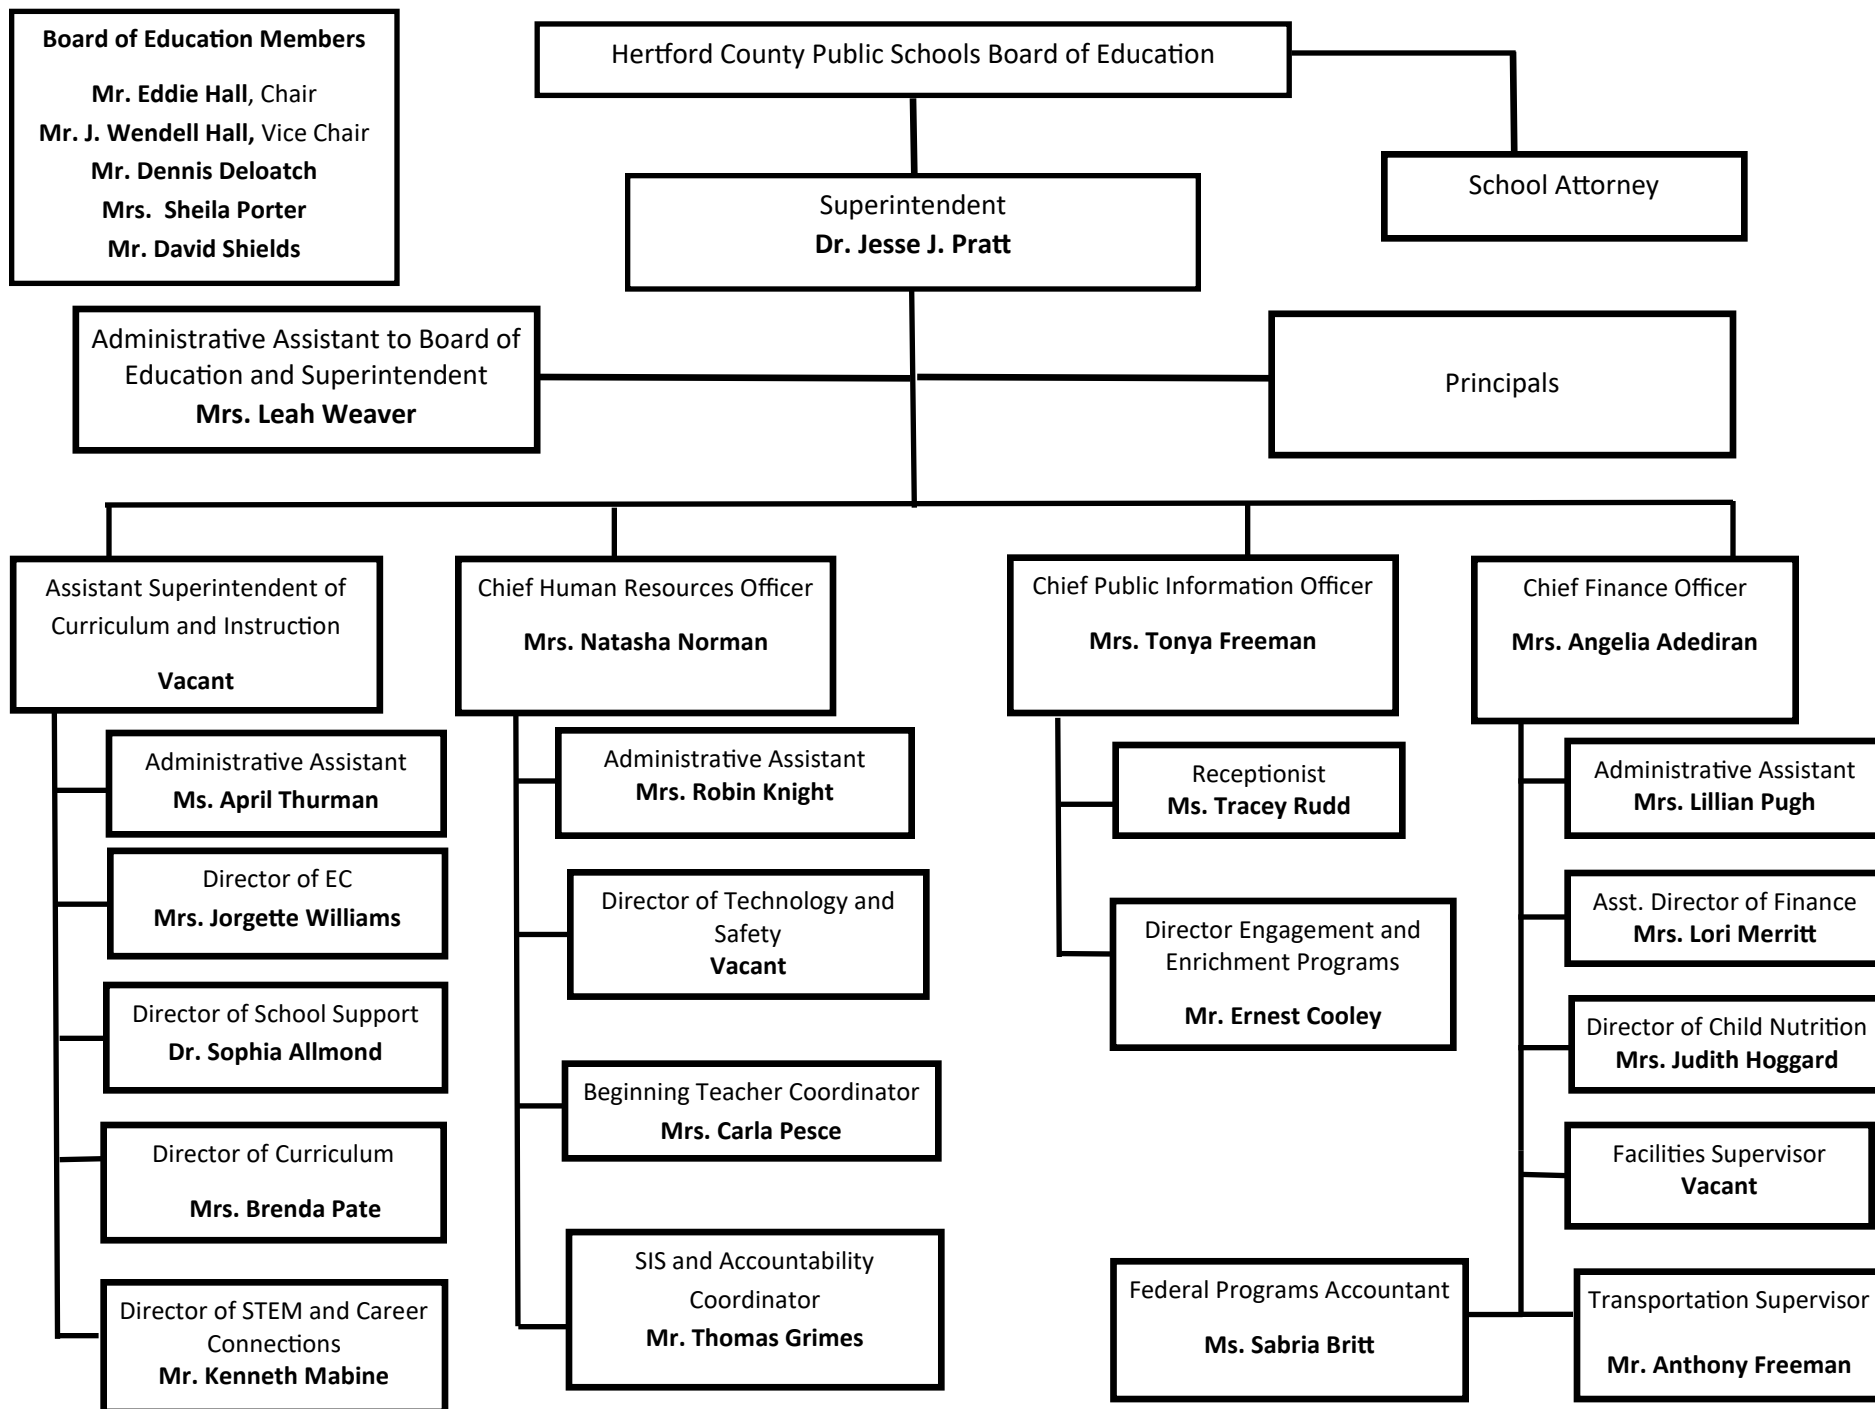 Board of Education Members
Mr. Eddie Hall, Chair
Mr. J. Wendell Hall, Vice Chair
Mr. Dennis Deloatch
Mrs. Sheila Porter
Mr. David Shields
Hertford County Public Schools Board of Education
School Attorney
Superintendent
Dr. Jesse J. Pratt
Administrative Assistant to Board of
Education and Superintendent
Mrs. Leah Weaver
Principals
Assistant Superintendent of
Curriculum and Instruction
Vacant
Administrative Assistant
Ms. April Thurman
Director of EC
Mrs. Jorgette Williams
Director of School Support
Dr. Sophia Allmond
Director of Curriculum
Mrs. Brenda Pate
Director of STEM and Career
Connections
Mr. Kenneth Mabine
Chief Human Resources Officer
Mrs. Natasha Norman
Administrative Assistant
Mrs. Robin Knight
Director of Technology and
Safety
Vacant
Beginning Teacher Coordinator
Mrs. Carla Pesce
SIS and Accountability
Coordinator
Mr. Thomas Grimes
Chief Public Information Officer
Mrs. Tonya Freeman
Receptionist
Ms. Tracey Rudd
Director Engagement and
Enrichment Programs
Mr. Ernest Cooley
Chief Finance Officer
Mrs. Angelia Adediran
Administrative Assistant
Mrs. Lillian Pugh
Asst. Director of Finance
Mrs. Lori Merritt
Director of Child Nutrition
Mrs. Judith Hoggard
Facilities Supervisor
Vacant
Federal Programs Accountant
Ms. Sabria Britt
Transportation Supervisor
Mr. Anthony Freeman